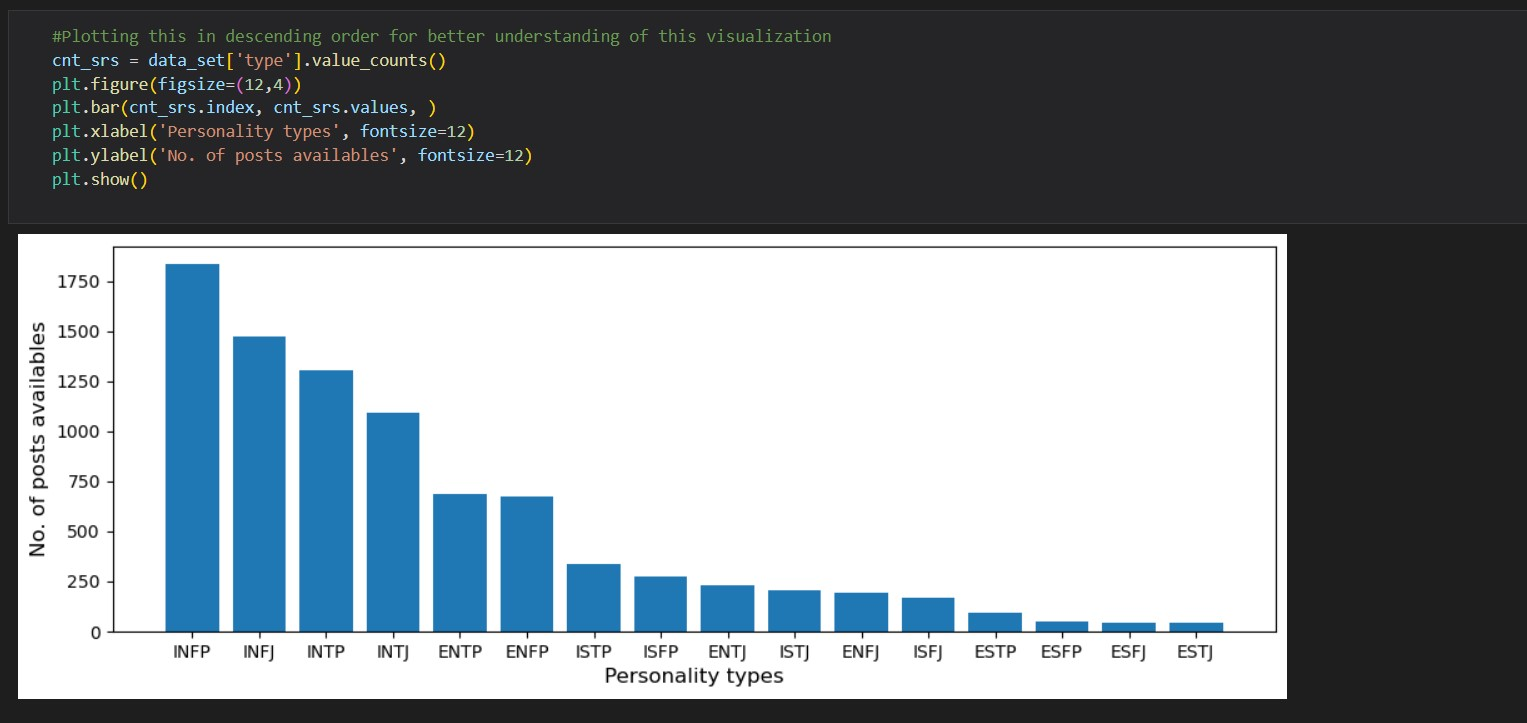 #Plotting this in descending order for better understanding of this visualization
cnt_srs = data_set['type'].value_counts()
plt.figure(figsize=(12,4))
plt.bar(cnt_srs.index, cnt_srs.values, )
plt.xlabel('Personality types', fontsize=12)
plt.ylabel('No. of posts availables', fontsize=12)
plt.show()
No. of posts availables
1750
1500
1250
1000
750
500
250
0
INFP INFJ INTP INTJ ENTP ENFP ISTP ISFP ENTJ ISTJ ENFJ ISFJ ESTP ESFP ESFJ ESTJ
Personality types